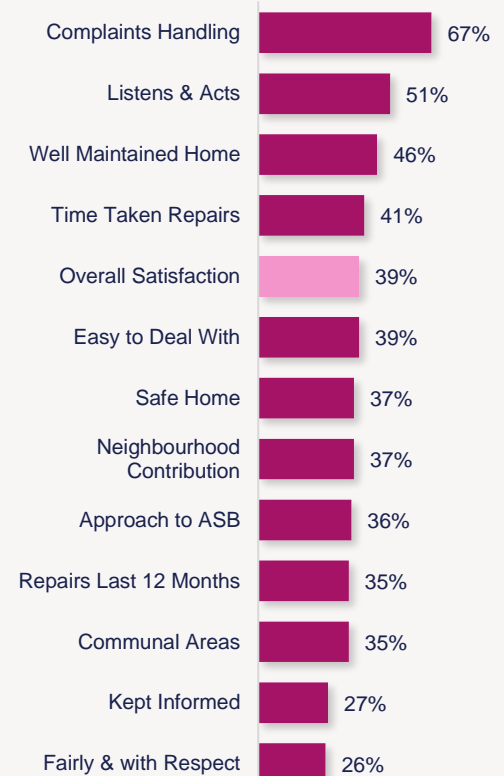 Complaints Handling 67%
Listens & Acts 51%
Well Maintained Home 46%
Time Taken Repairs 41%
Overall Satisfaction 39%
Easy to Deal With 39%
Safe Home 37%
Neighbourhood
Contribution 37%
Approach to ASB 36%
Repairs Last 12 Months 35%
Communal Areas 35%
Kept Informed 27%
Fairly & with Respect 26%